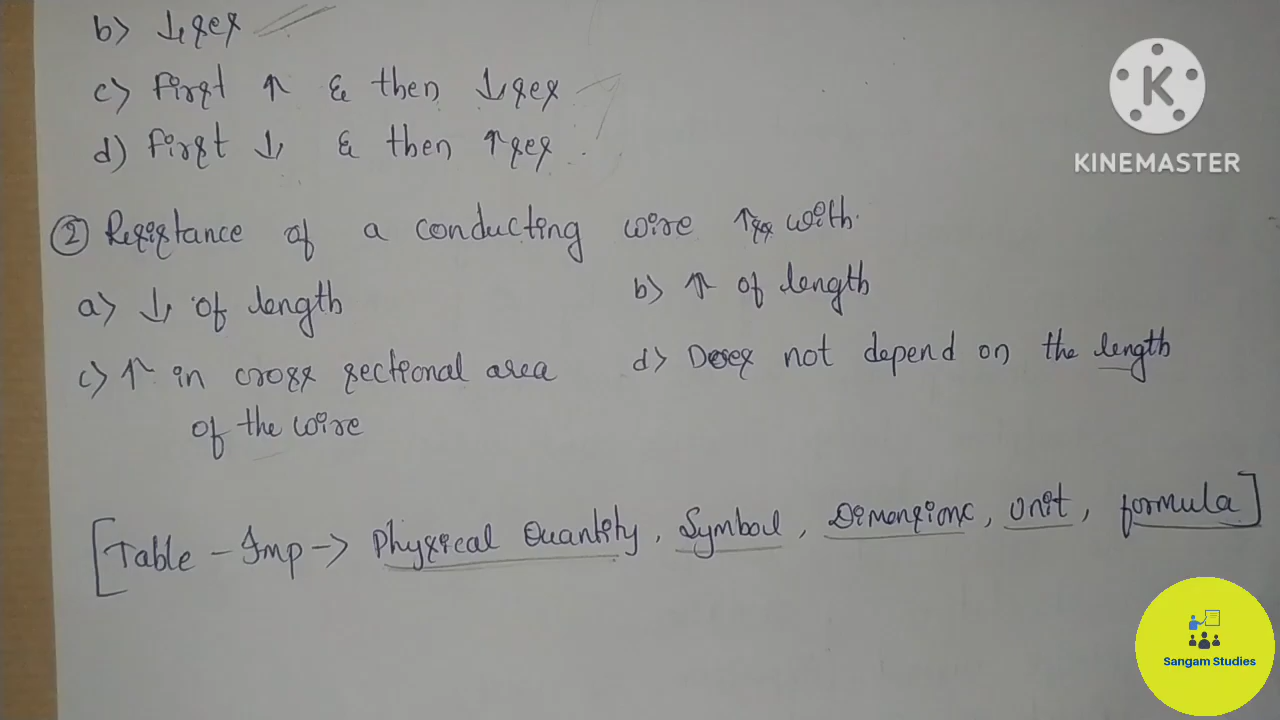 b) ↓ses
c) First ↑ & then ↓ses
d) First ↓ & then ↑ses
② Resistance of a conducting wire ↑ses with
a) ↓ of length b) ↑ of length
c) ↑ in cross sectional area d) Does not depend on the length
of the wire
[Table - Imp → Physical Quantity, Symbol, Dimensions, Unit, formula]
K
KINEMASTER
Sangam Studies